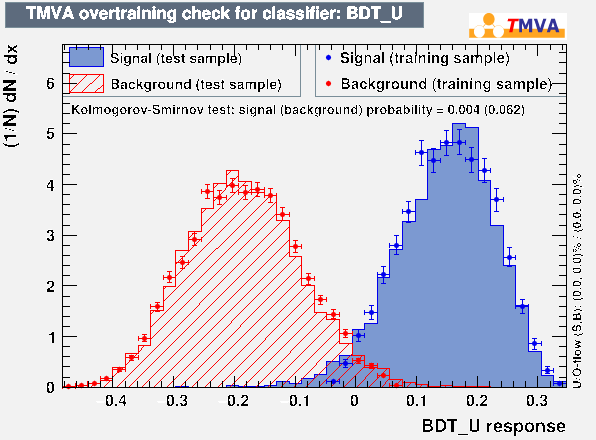 TMVA overtraining check for classifier: BDT_U
TMVA
(1/N) dN / dx
Signal (test sample)
Background (test sample)
Signal (training sample)
Background (training sample)
Kolmogorov-Smirnov test: signal (background) probability = 0.004 (0.062)
6
5
4
3
2
1
0
-0.4 -0.3 -0.2 -0.1 0 0.1 0.2 0.3
BDT_U response
U/O-flow (S,B): (0.0, 0.0)% / (0.0, 0.0)%